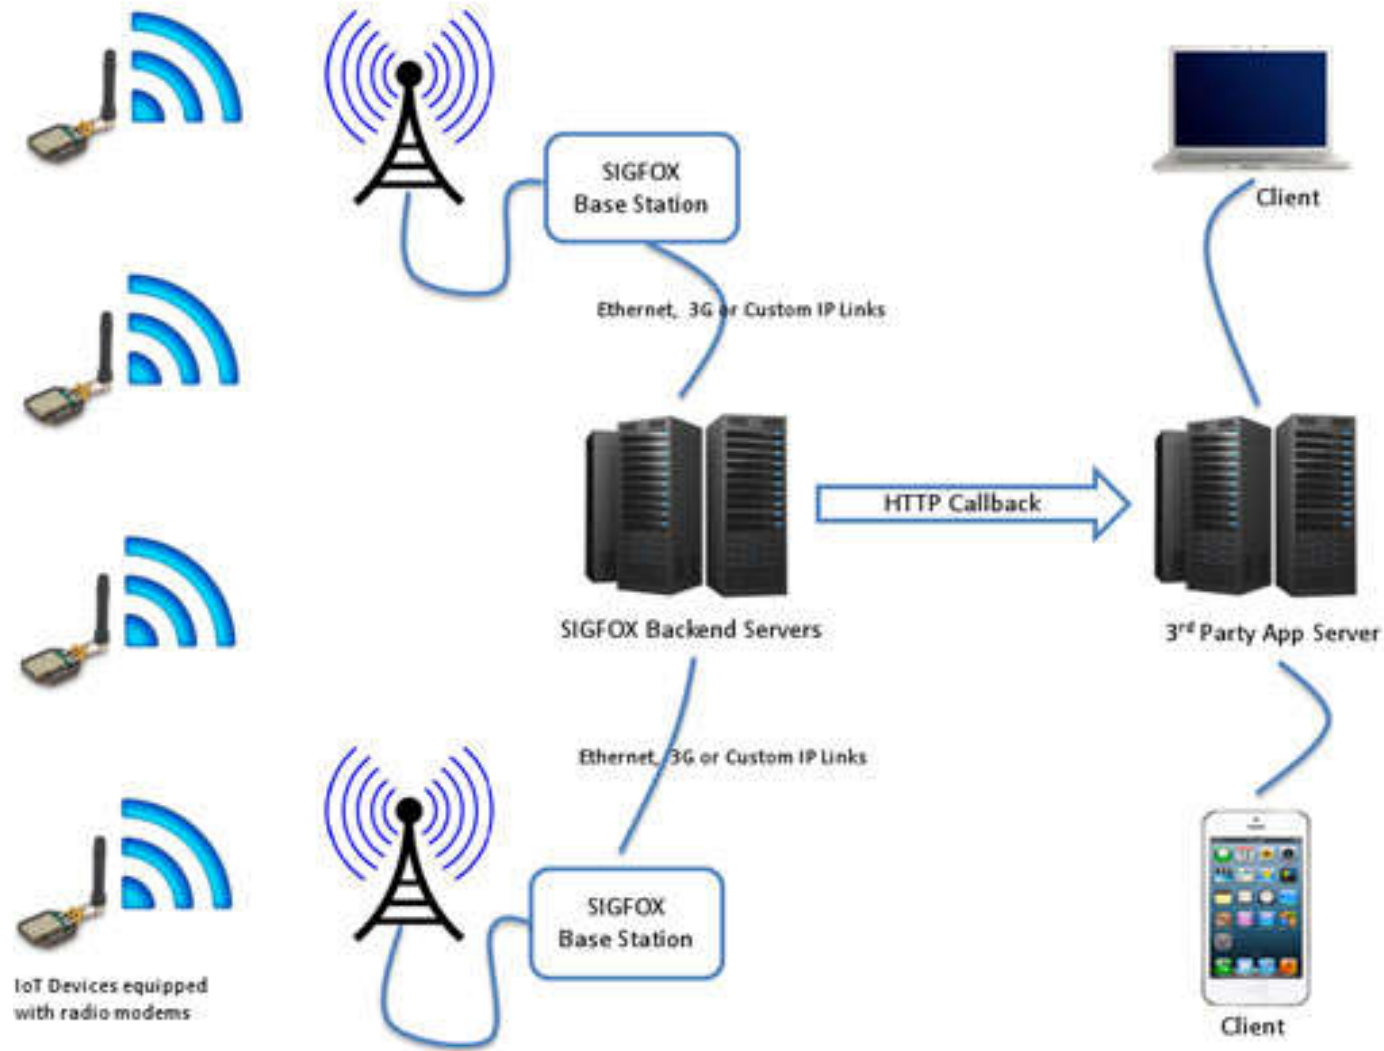 SIGFOX
Base Station
Client
Ethernet, 3G or Custom IP Links
HTTP Callback
SIGFOX Backend Servers
3rd Party App Server
Ethernet, 3G or Custom IP Links
SIGFOX
Base Station
IoT Devices equipped
with radio modems
Client